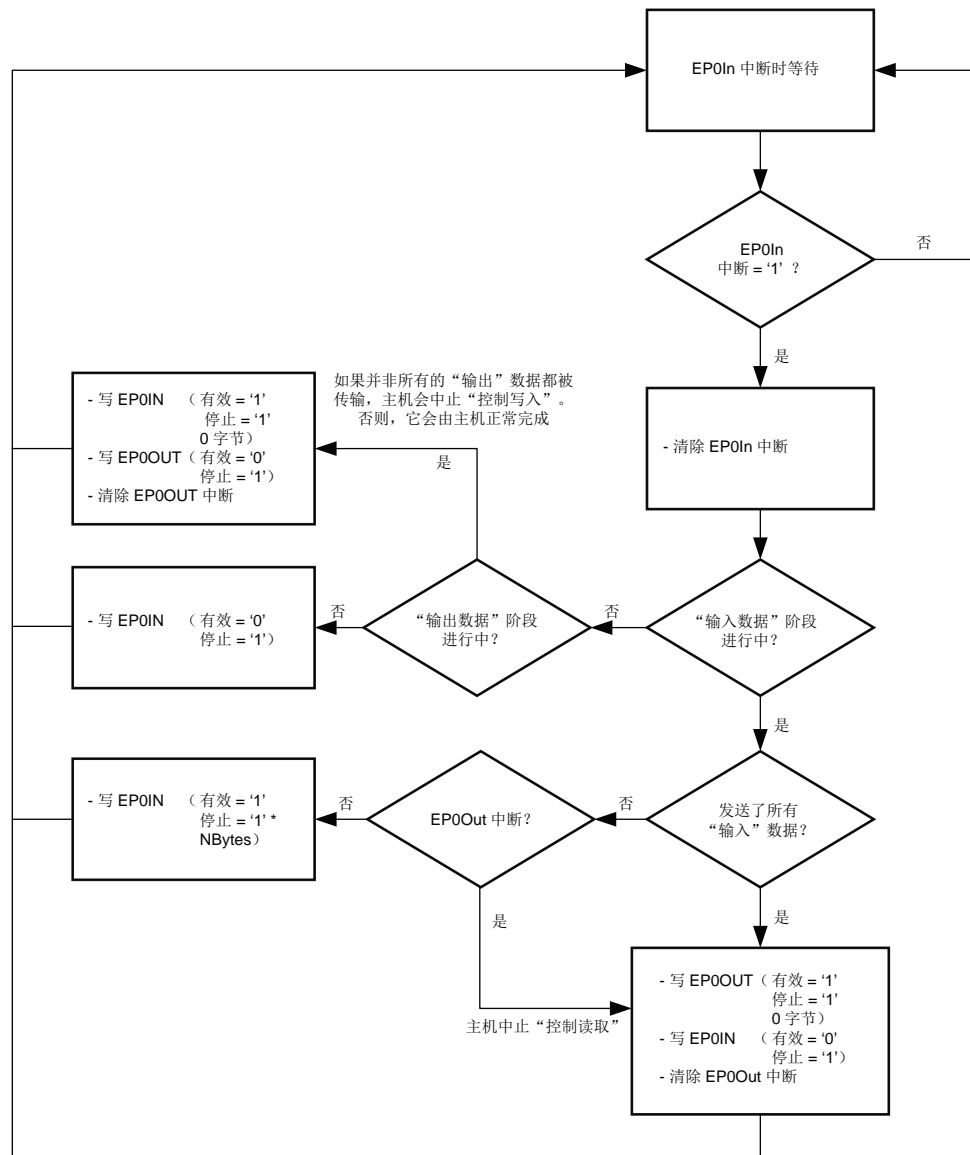 EP0In 中断时等待
EP0In
中断 = ‘1’ ？
否
是
如果并非所有的“输出”数据都被
传输，主机会中止“控制写入”。
否则，它会由主机正常完成
- 写 EP0IN （有效 = ‘1’
停止 = ‘1’
0 字节）
- 写 EP0OUT（有效 = ‘0’
停止 = ‘1’）
- 清除 EP0OUT 中断
是
- 清除 EP0In 中断
- 写 EP0IN （有效 = ‘0’
停止 = ‘1’）
否
“输出数据”阶段
进行中？
否
“输入数据”阶段
进行中？
是
- 写 EP0IN （有效 = ‘1’
停止 = ‘1’ *
NBytes）
否
EP0Out 中断？
否
发送了所有
“输入”数据？
是
是
主机中止“控制读取”
- 写 EP0OUT（有效 = ‘1’
停止 = ‘1’
0 字节）
- 写 EP0IN （有效 = ‘0’
停止 = ‘1’）
- 清除 EP0Out 中断